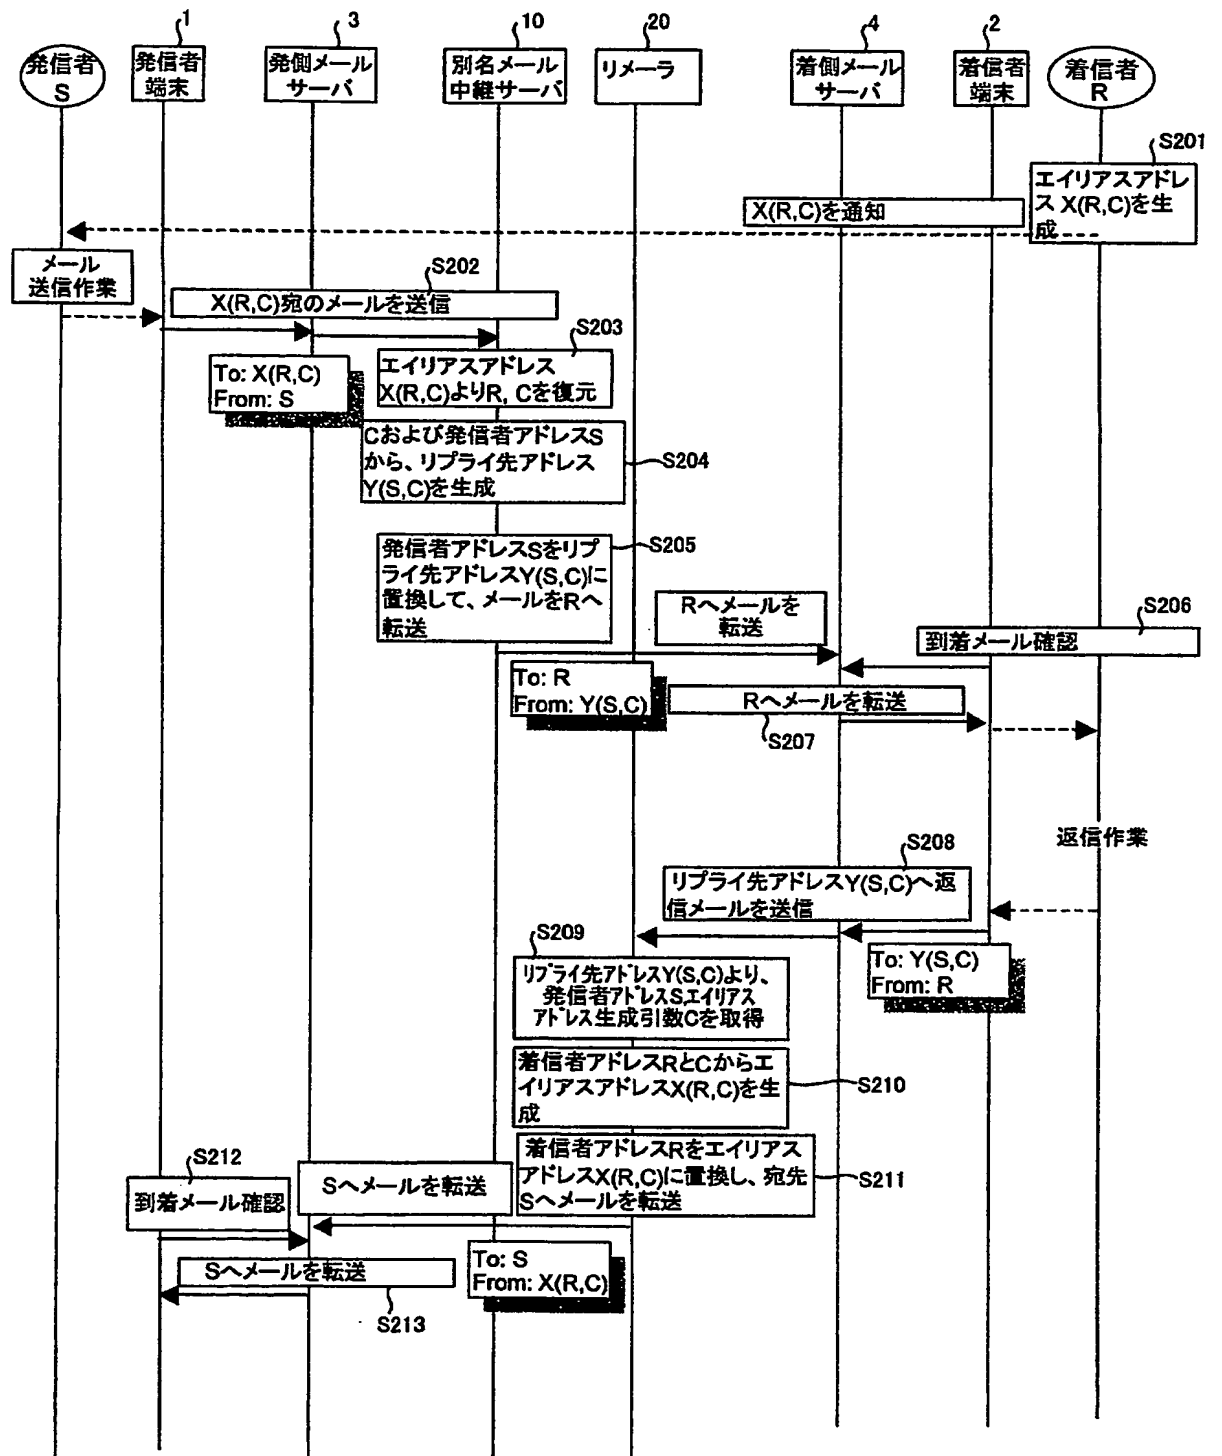 1
3
10
20
4
2
発信者
S
発信者
端末
発側メール
サーバ
別名メール
中継サーバ
リメーラ
着側メール
サーバ
着信者
端末
着信者
R
S201
エイリアスアドレ
ス X(R,C)を生
成
X(R,C)を通知
メール
送信作業
S202
X(R,C)宛のメールを送信
S203
To: X(R,C)
From: S
エイリアスアドレス
X(R,C)よりR, Cを復元
Cおよび発信者アドレスS
から、リプライ先アドレス
Y(S,C)を生成
S204
発信者アドレスSをリプ
ライ先アドレスY(S,C)に
置換して、メールをRへ
転送
S205
Rへメールを
転送
S206
到着メール確認
To: R
From: Y(S,C)
Rへメールを転送
S207
返信作業
S208
リプライ先アドレスY(S,C)へ返
信メールを送信
S209
リプライ先アドレスY(S,C)より、
発信者アドレスS,エイリアス
アドレス生成引数Cを取得
To: Y(S,C)
From: R
着信者アドレスRとCからエ
イリアスアドレスX(R,C)を生
成
S210
着信者アドレスRをエイリアス
アドレスX(R,C)に置換し、宛先
Sへメールを転送
S211
S212
到着メール確認
Sへメールを転送
To: S
From: X(R,C)
Sへメールを転送
S213